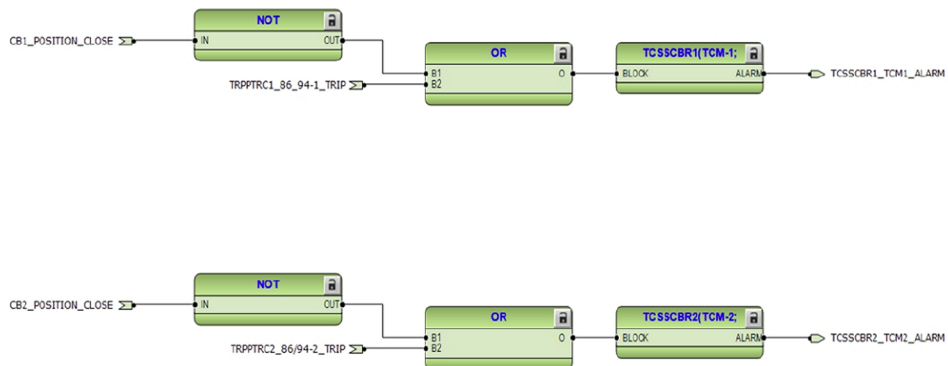 NOT
CB1_POSITION_CLOSE IN OUT
OR TCSSCBR1(TCM-1;
B1 O BLOCK ALARM TCSSCBR1_TCM1_ALARM
TRPPTRC1_86_94-1_TRIP B2
NOT
CB2_POSITION_CLOSE IN OUT
OR TCSSCBR2(TCM-2;
B1 O BLOCK ALARM TCSSCBR2_TCM2_ALARM
TRPPTRC2_86/94-2_TRIP B2